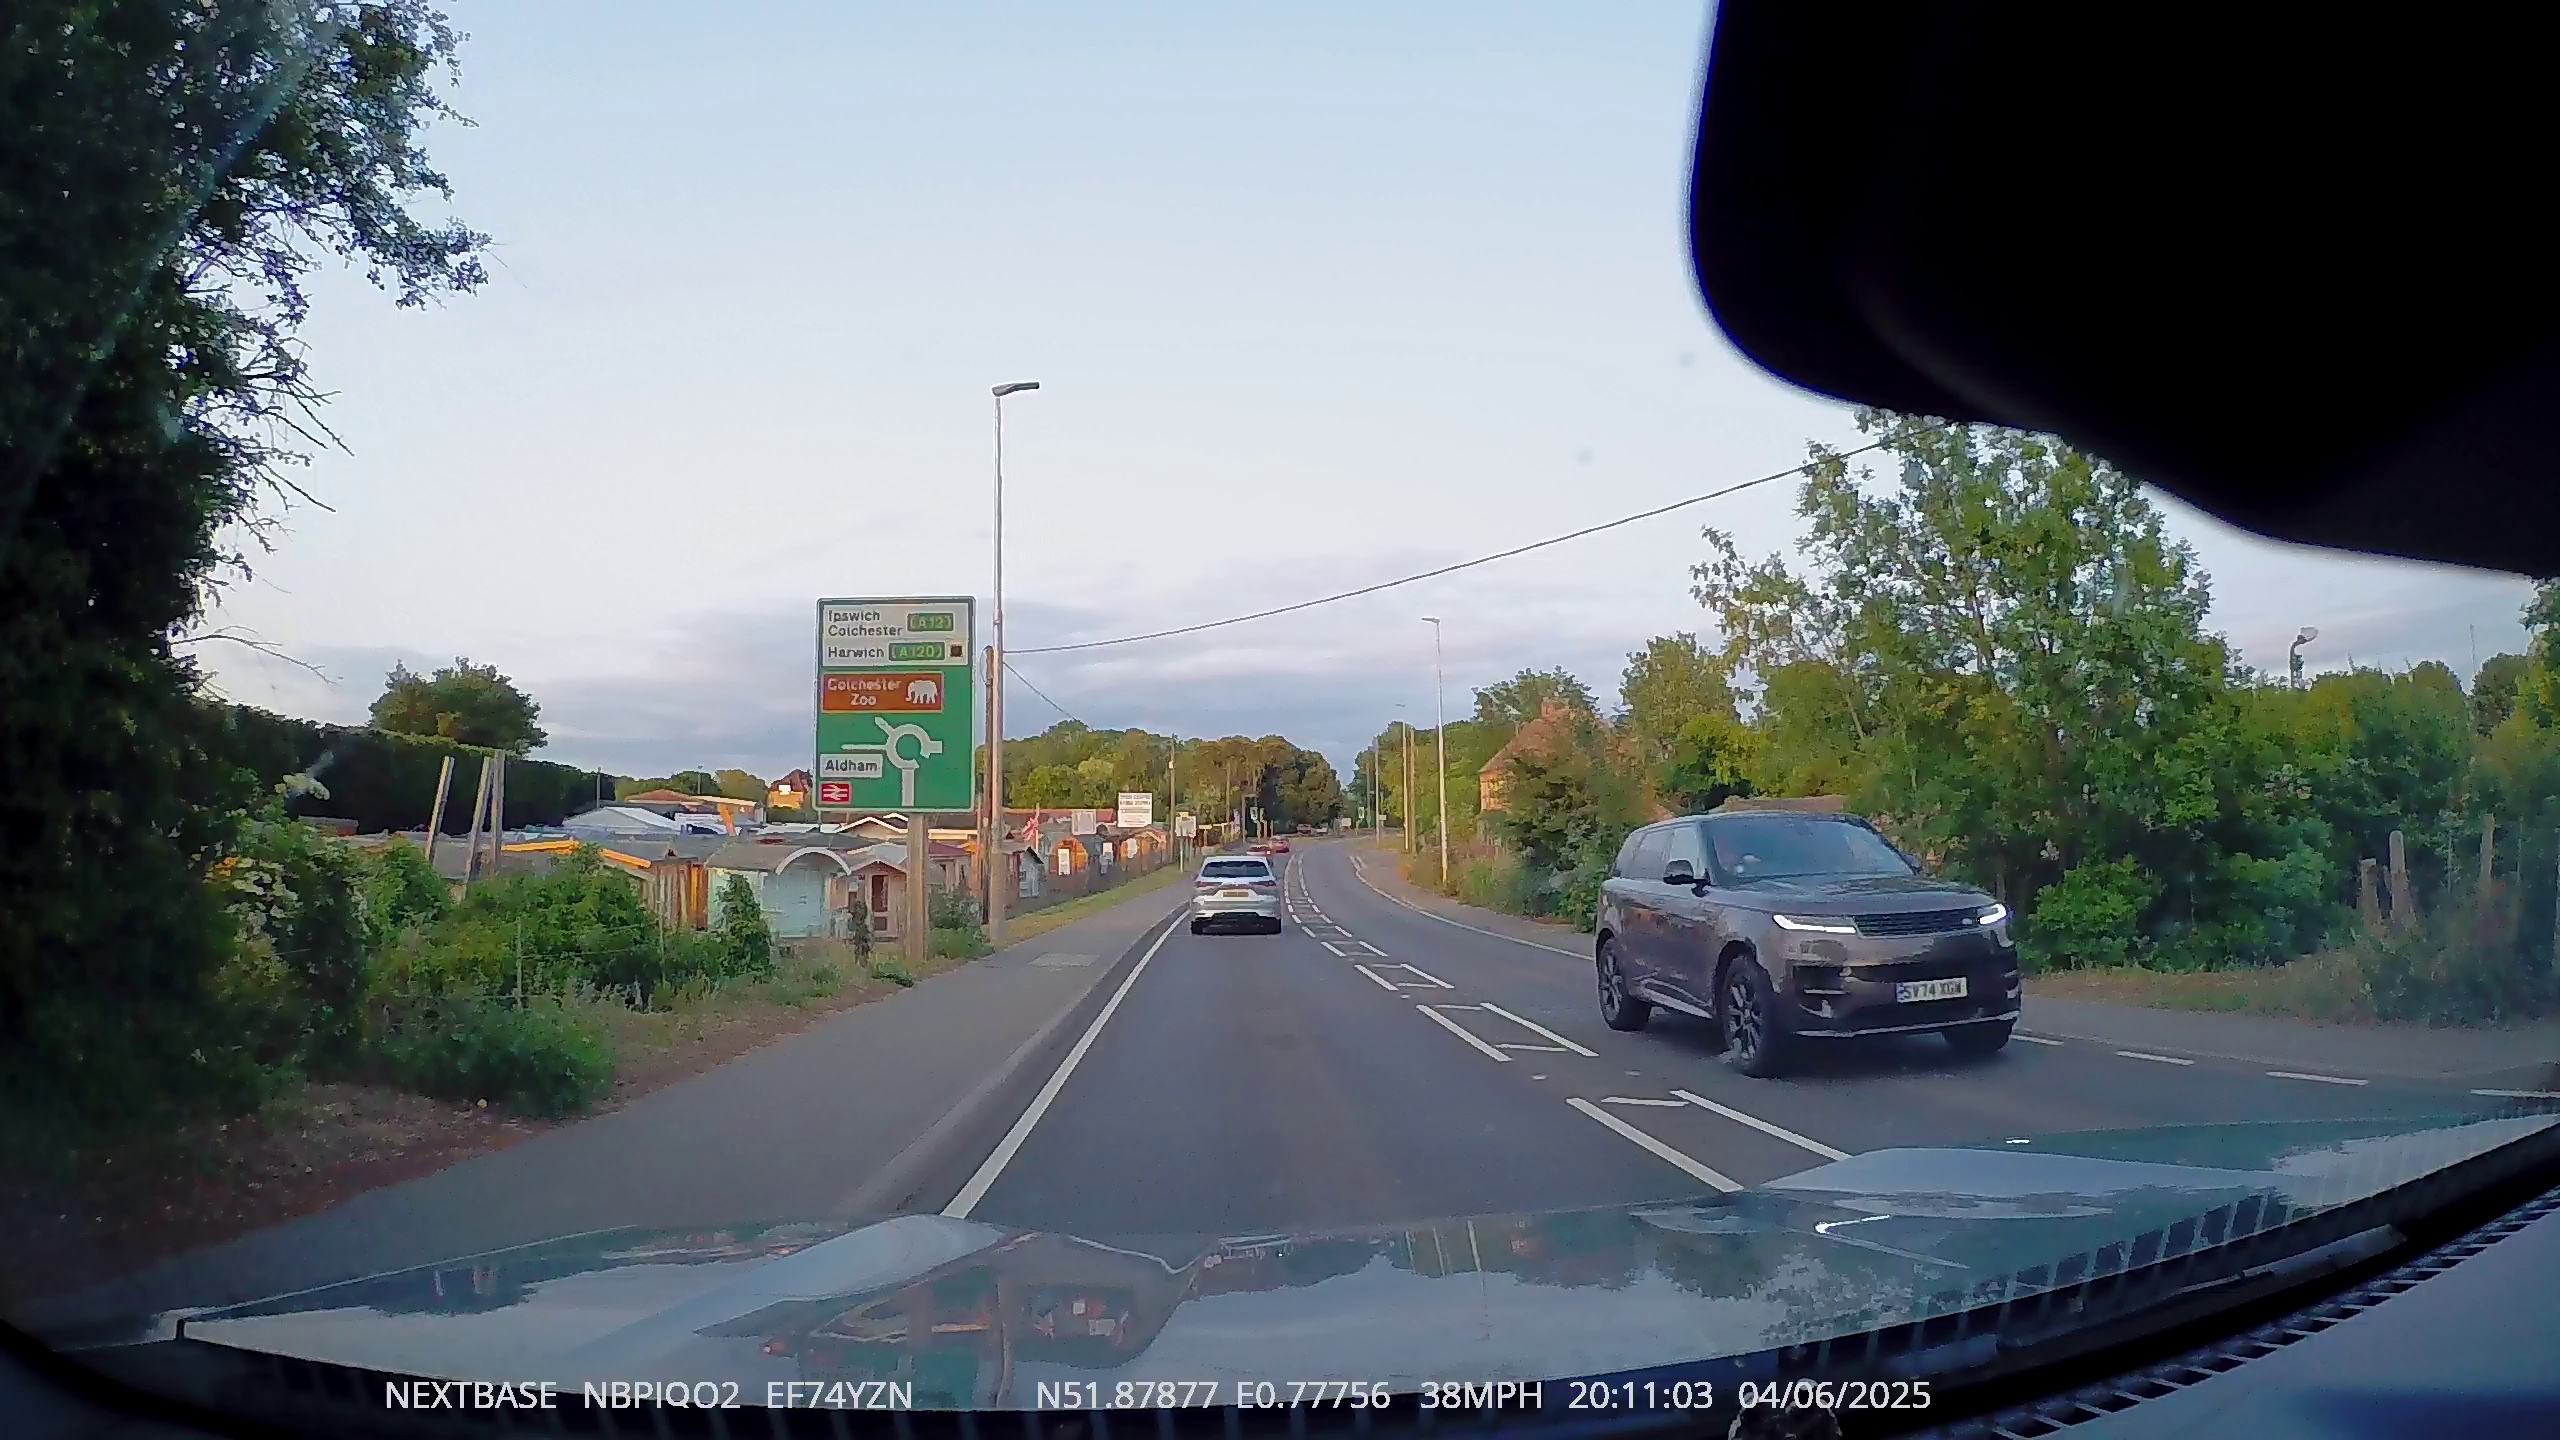 Ipswich
Colchester (A12)
Harwich (A120)
Colchester
Zoo
Aldham
SV74 XGW
NEXTBASE NBPIQO2 EF74YZN N51.87877 E0.77756 38MPH 20:11:03 04/06/2025